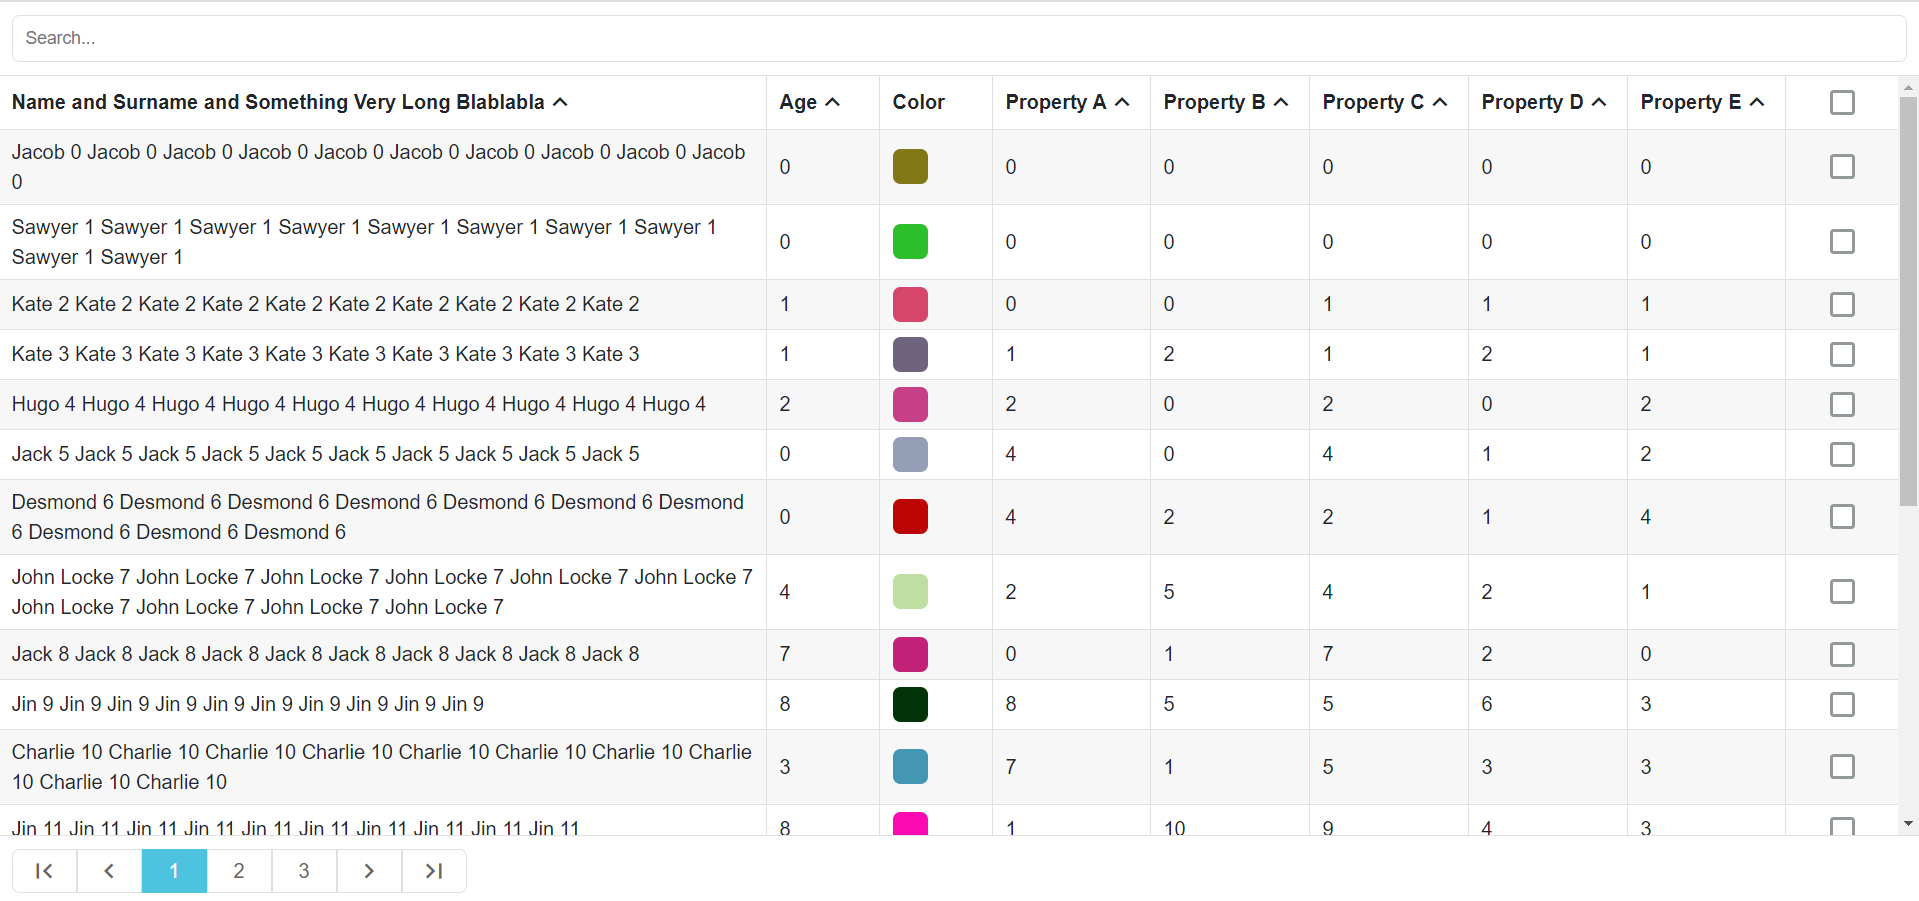 Search...
Name and Surname and Something Very Long Blablabla Age Color Property A Property B Property C Property D Property E
Jacob 0 Jacob 0 Jacob 0 Jacob 0 Jacob 0 Jacob 0 Jacob 0 Jacob 0 Jacob 0 Jacob
0
0 0 0 0 0 0
Sawyer 1 Sawyer 1 Sawyer 1 Sawyer 1 Sawyer 1 Sawyer 1 Sawyer 1 Sawyer 1
Sawyer 1 Sawyer 1
0 0 0 0 0 0
Kate 2 Kate 2 Kate 2 Kate 2 Kate 2 Kate 2 Kate 2 Kate 2 Kate 2 Kate 2 1 0 0 1 1 1
Kate 3 Kate 3 Kate 3 Kate 3 Kate 3 Kate 3 Kate 3 Kate 3 Kate 3 Kate 3 1 1 2 1 2 1
Hugo 4 Hugo 4 Hugo 4 Hugo 4 Hugo 4 Hugo 4 Hugo 4 Hugo 4 Hugo 4 Hugo 4 2 2 0 2 0 2
Jack 5 Jack 5 Jack 5 Jack 5 Jack 5 Jack 5 Jack 5 Jack 5 Jack 5 Jack 5 0 4 0 4 1 2
Desmond 6 Desmond 6 Desmond 6 Desmond 6 Desmond 6 Desmond 6 Desmond
6 Desmond 6 Desmond 6 Desmond 6
0 4 2 2 1 4
John Locke 7 John Locke 7 John Locke 7 John Locke 7 John Locke 7 John Locke 7
John Locke 7 John Locke 7 John Locke 7 John Locke 7
4 2 5 4 2 1
Jack 8 Jack 8 Jack 8 Jack 8 Jack 8 Jack 8 Jack 8 Jack 8 Jack 8 Jack 8 7 0 1 7 2 0
Jin 9 Jin 9 Jin 9 Jin 9 Jin 9 Jin 9 Jin 9 Jin 9 Jin 9 Jin 9 8 8 5 5 6 3
Charlie 10 Charlie 10 Charlie 10 Charlie 10 Charlie 10 Charlie 10 Charlie 10 Charlie
10 Charlie 10 Charlie 10
3 7 1 5 3 3
Jin 11 Jin 11 Jin 11 Jin 11 Jin 11 Jin 11 Jin 11 Jin 11 Jin 11 Jin 11 8 1 10 9 4 3
1 2 3